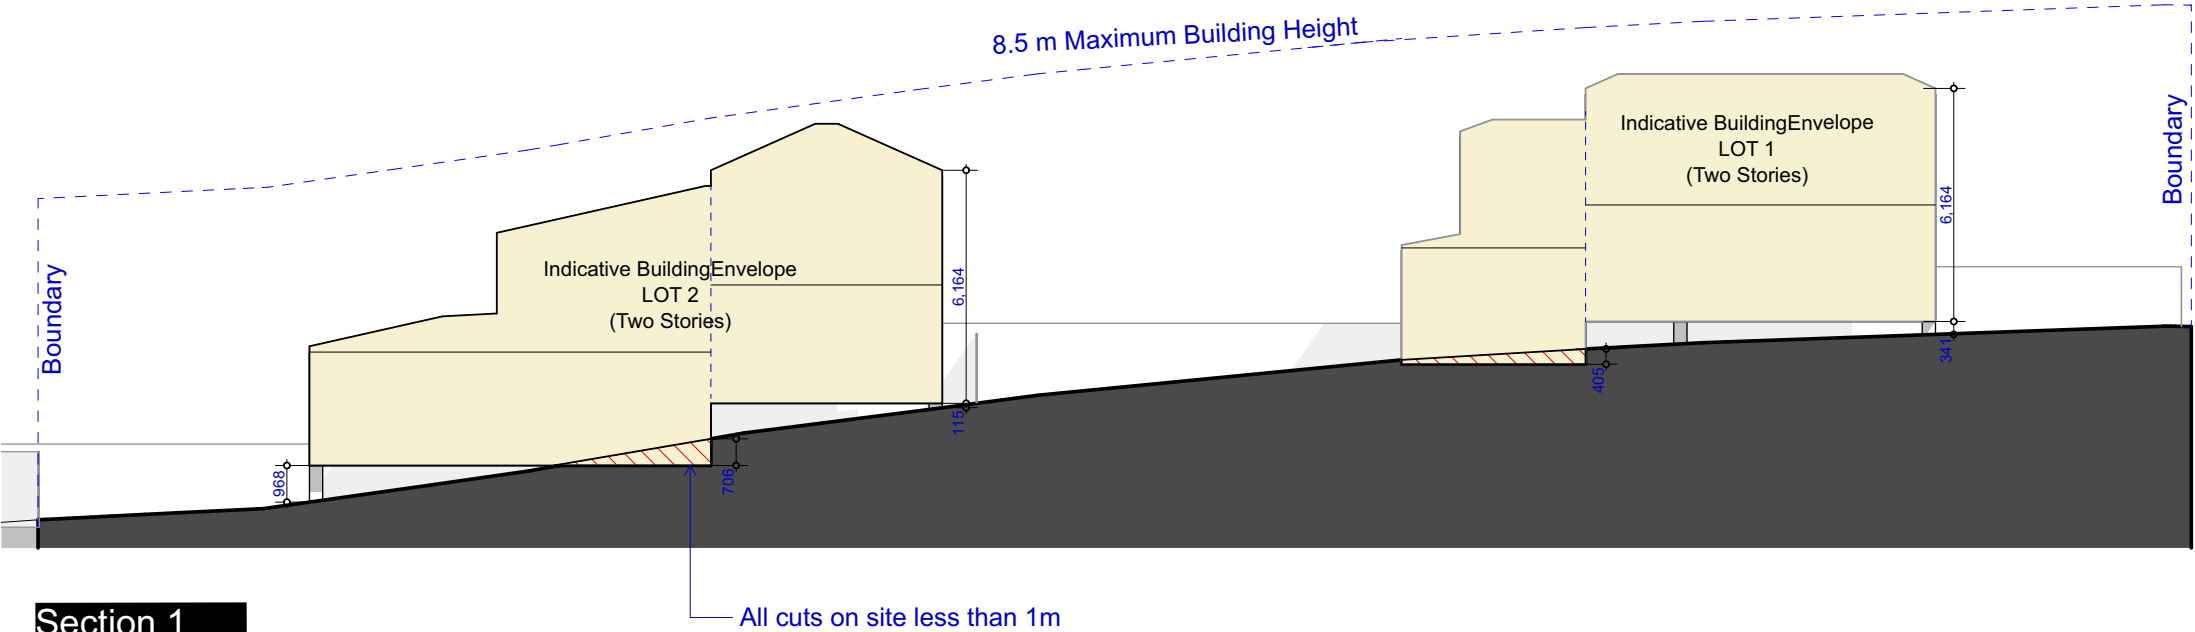 8.5 m Maximum Building Height
Boundary
Indicative BuildingEnvelope
LOT 2
(Two Stories)
6,164
115
968
706
Indicative BuildingEnvelope
LOT 1
(Two Stories)
6,164
405
341
Boundary
All cuts on site less than 1m
Section 1